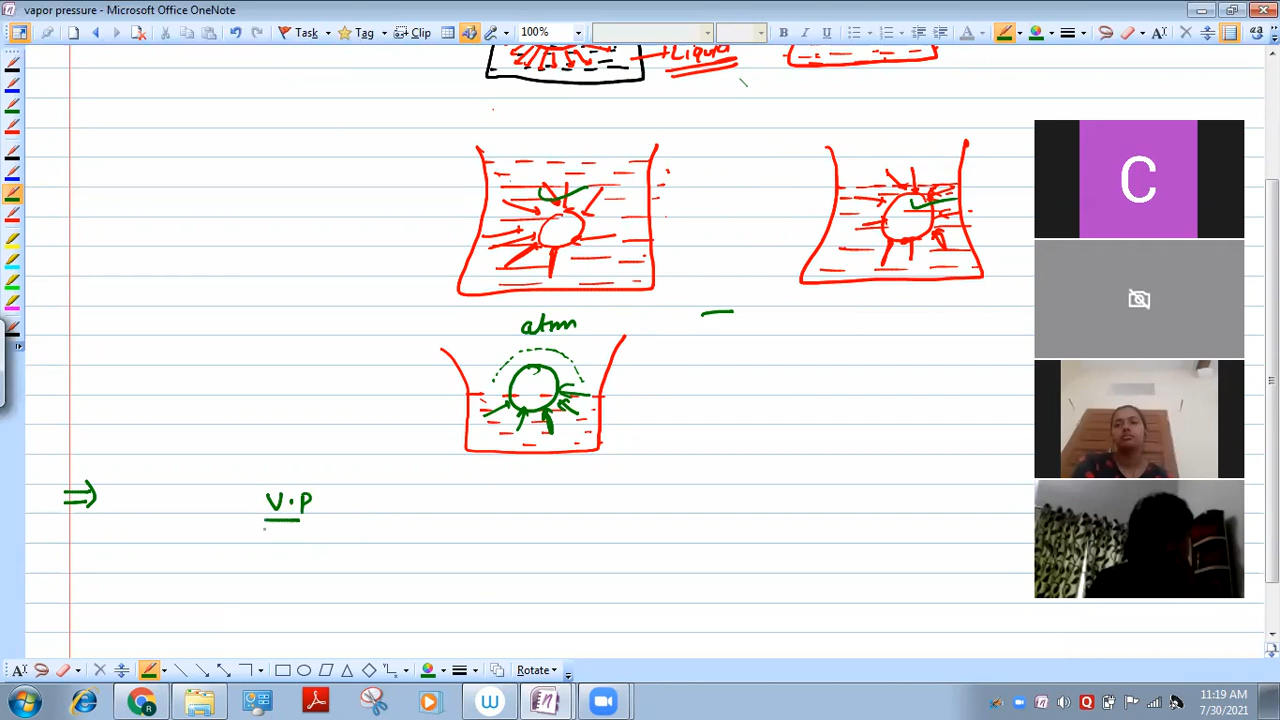 vapor pressure - Microsoft Office OneNote
Task
Tag
Clip
100%
B I U
A
Liquid
C
atm
⇒ V.P
Rotate
W
11:19 AM
7/30/2021